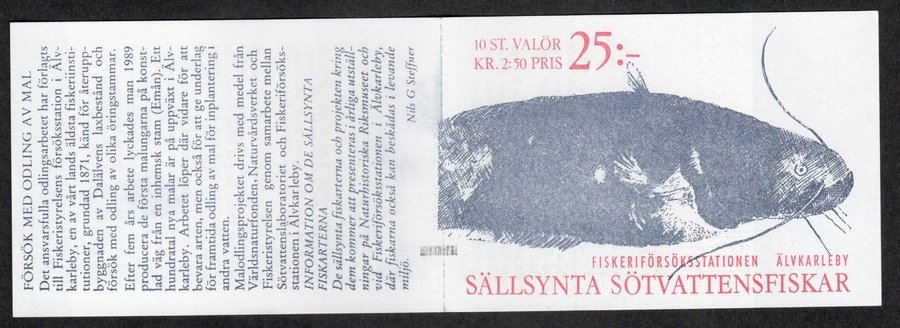 FÖRSÖK MED ODLING AV MAL
Det ansvarsfulla odlingsarbetet har förlagts
till Fiskeristyrelsens försöksstation i Älv-
karleby, en av vårt lands äldsta fiskeriinsti-
tutioner, grundad 1871, känd för återupp-
byggnaden av Dalälvens laxbestånd och
försök med odling av olika öringstammar.
Efter fem års arbete lyckades man 1989
producera de första malungarna på konst-
lad väg från en inhemsk stam (Emån). Ett
hundratal nya malar är på uppväxt i Älv-
karleby. Arbetet löper där vidare för att
bevara arten, men också för att ge underlag
för framtida odling av mal för inplantering i
andra vatten.
Malodlingsprojektet drivs med medel från
Världsnaturfonden, Naturvårdsverket och
Fiskeristyrelsen genom samarbete mellan
Sötvattenslaboratoriet och Fiskeriförsöks-
stationen i Älvkarleby.
INFORMATION OM DE SÄLLSYNTA
FISKARTERNA
De sällsynta fiskarterna och projekten kring
dem kommer att presenteras i årliga utställ-
ningar på Naturhistoriska Riksmuseet och
vid Fiskeriförsöksstationen i Älvkarleby,
där fiskarna också kan beskådas i levande
miljö.
Nils G Steffner
10 ST. VALÖR
KR. 2:50 PRIS 25:-
FISKERIFÖRSÖKSSTATIONEN ÄLVKARLEBY
SÄLLSYNTA SÖTVATTENSFISKAR